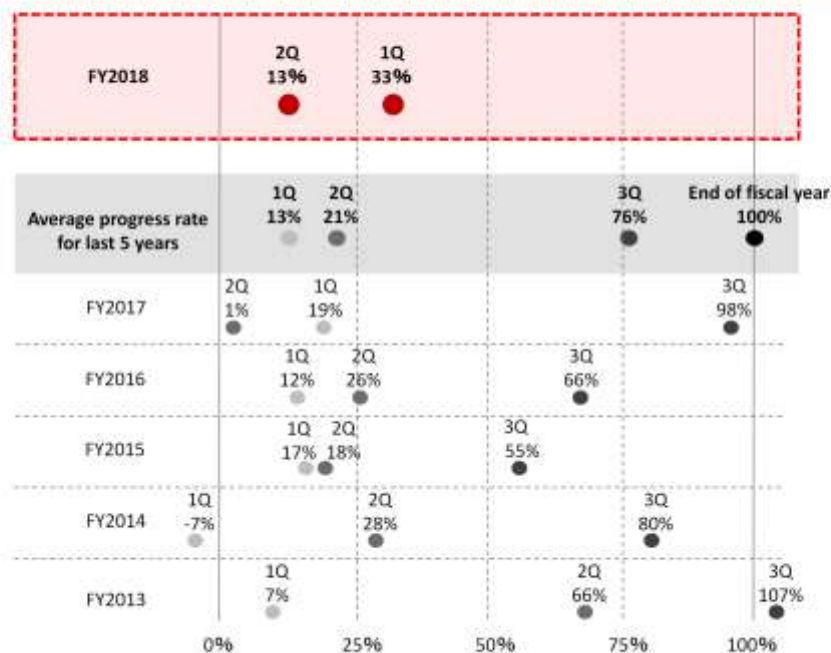 2Q 1Q
FY2018 13% 33%
1Q 2Q 3Q End of fiscal year
Average progress rate 13% 21% 76% 100%
for last 5 years
2Q 1Q 3Q
FY2017 1% 19% 98%
1Q 2Q 3Q
FY2016 12% 26% 66%
1Q 2Q 3Q
FY2015 17% 18% 55%
1Q 2Q 3Q
FY2014 -7% 28% 80%
1Q 2Q 3Q
FY2013 7% 66% 107%
0% 25% 50% 75% 100%